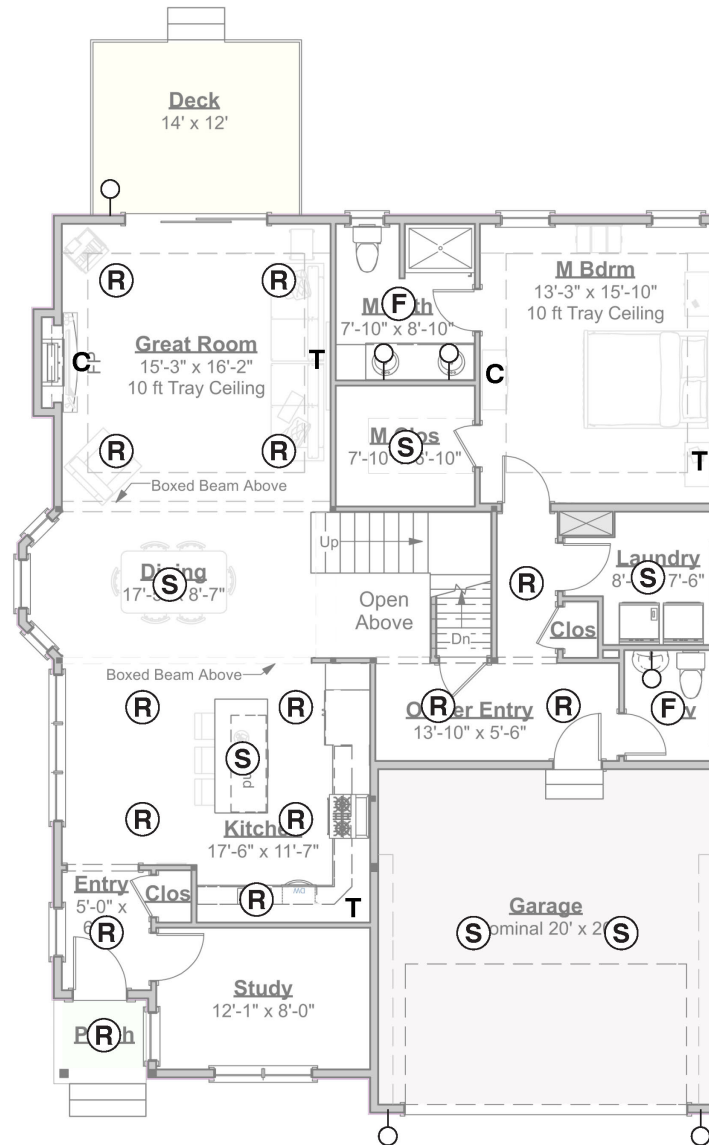 Deck
14' x 12'
R
R
F
M Bdrm
13'-3" x 15'-10"
10 ft Tray Ceiling
7'-10" x 8'-10"
Great Room
15'-3" x 16'-2"
10 ft Tray Ceiling
C
T
C
R
R
S
T
Boxed Beam Above
Up
Dining
S
Open
Above
R
Laundry
S
7'-6"
Clos
Dn
Boxed Beam Above
R
R
R
Entry
13'-10" x 5'-6"
R
F
S
R
R
Kitchen
17'-6" x 11'-7"
Entry
5'-0" x
Clos
R
DW
T
R
Garage
S
S
Study
12'-1" x 8'-0"
R